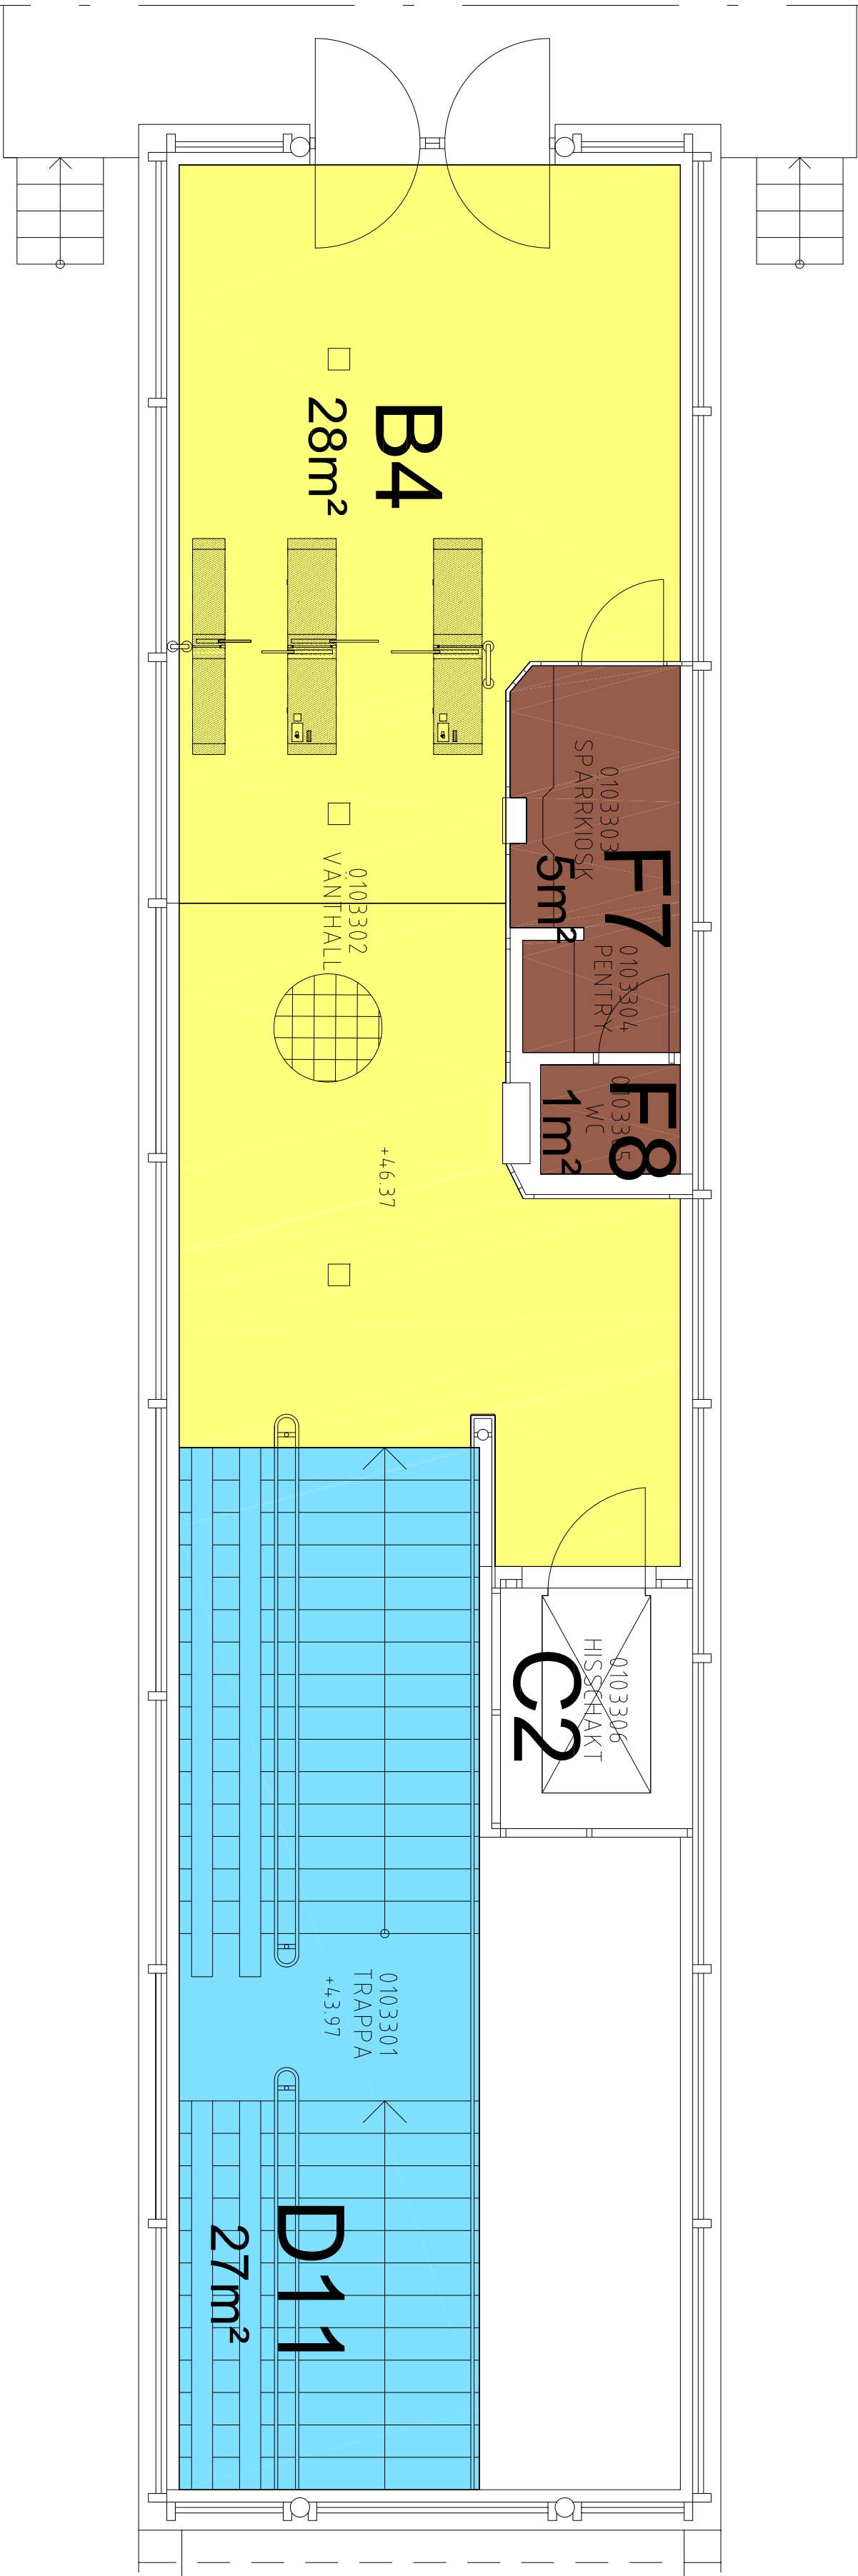 B4
28m²
0103303
SPÄRRKIOSK
F7
5m²
0103302
VÄNTHALL
0103304
PENTRY
F8
1m²
0103305
WC
+46.37
0103306
HISSCHAKT
C2
0103301
TRAPPA
+43.97
D11
27m²